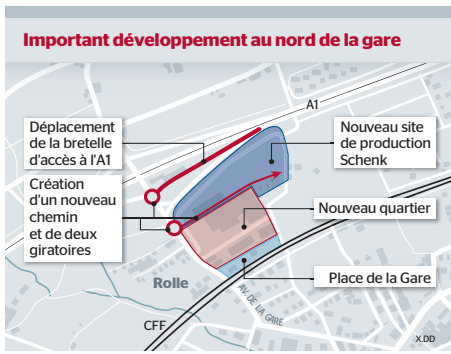 Important développement au nord de la gare
A1
Déplacement
de la bretelle
d'accès à l'A1
Nouveau site
de production
Schenk
Création
d'un nouveau
chemin
et de deux
giratoires
Nouveau quartier
Place de la Gare
Rolle
AV. DE LA GARE
CFF
X.DD